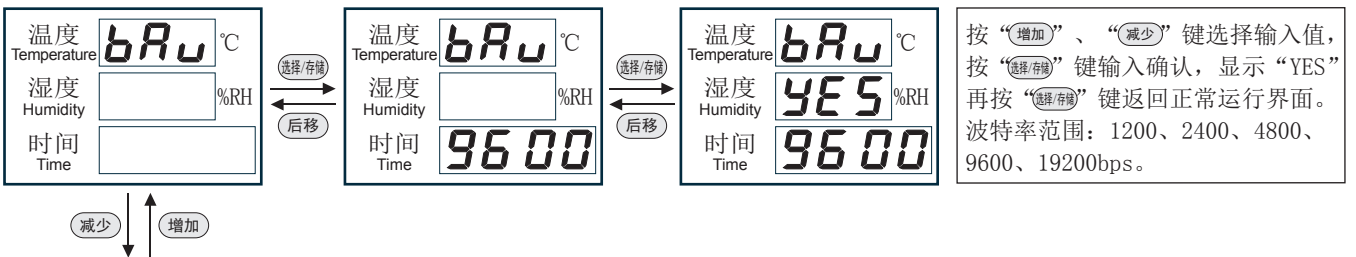 温度
Temperature
bAu
℃
湿度
Humidity
%RH
时间
Time
选择/存储
后移
温度
Temperature
bAu
℃
湿度
Humidity
%RH
时间
Time
9600
选择/存储
后移
温度
Temperature
bAu
℃
湿度
Humidity
YES
%RH
时间
Time
9600
按“增加”、“减少”键选择输入值,
按“选择/存储”键输入确认, 显示“YES”
再按“选择/存储”键返回正常运行界面。
波特率范围: 1200、2400、4800、
9600、19200bps。
减少
增加